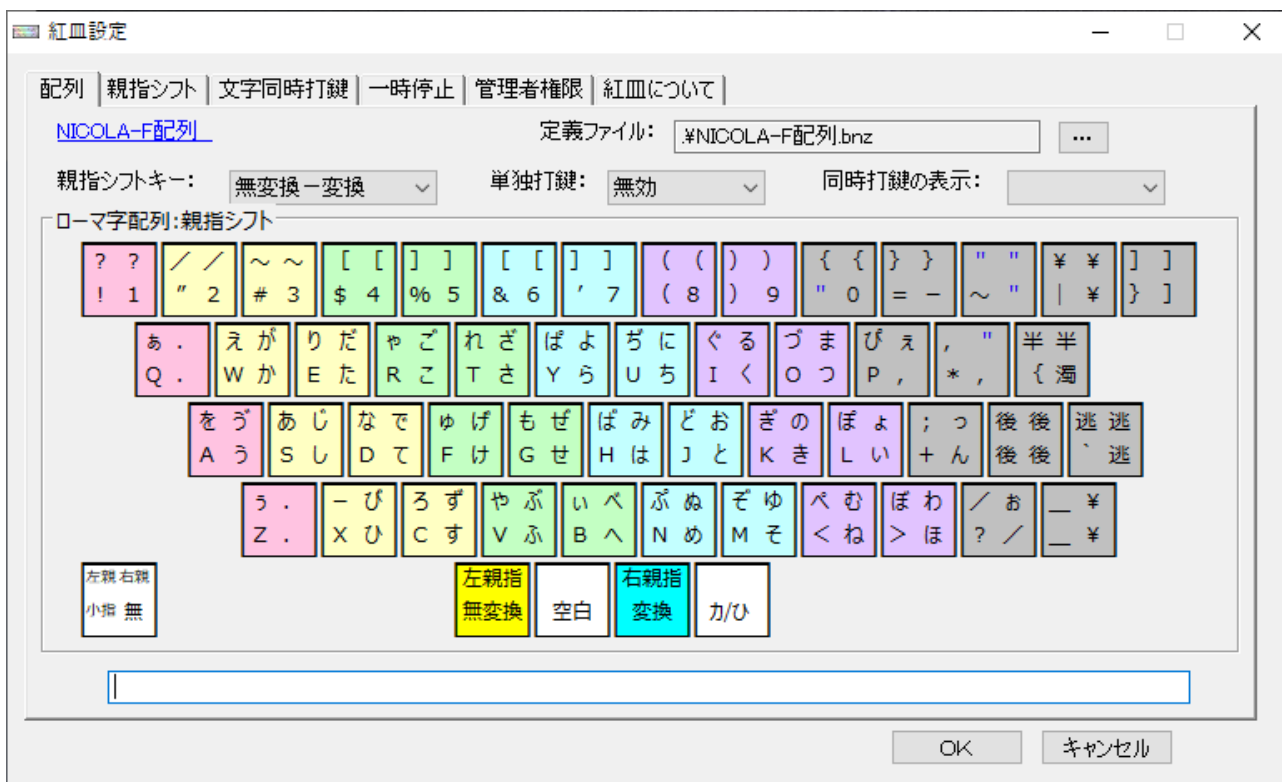 紅皿設定
配列 親指シフト 文字同時打鍵 一時停止 管理者権限 紅皿について
NICOLA-F配列 定義ファイル: .¥NICOLA-F配列.bnz ...
親指シフトキー: 無変換－変換 単独打鍵: 無効 同時打鍵の表示:
ローマ字配列:親指シフト
? ? ／ ／ ～ ～ [ [ ] ] [ [ ] ] ( ( ) ) { { } } " " ¥ ¥ ] ]
! 1 " 2 # 3 $ 4 % 5 & 6 ' 7 ( 8 ) 9 " 0 = − ～ " | ¥ } ]
ぁ . え が り だ ゃ ご れ ざ ぱ よ ぢ に ぐ る づ ま ぴ ぇ , " 半 半
Q . W か E た R こ T さ Y ら U ち I く O つ P , * , { 濁
を ゔ あ じ な で ゅ げ も ぜ ば み ど お ぎ の ぽ ょ ; っ 後 後 逃 逃
A う S し D て F け G せ H は J と K き L い + ん 後 後 ` 逃
ぅ . ー び ろ ず や ぶ ぃ べ ぷ ぬ ぞ ゆ ぺ む ぼ わ ／ ぉ ＿ ¥
Z . X ひ C す V ふ B へ N め M そ < ね > ほ ? ／ ＿ ¥
左親 右親 左親指 右親指
小指 無 無変換 空白 変換 カ/ひ
OK キャンセル